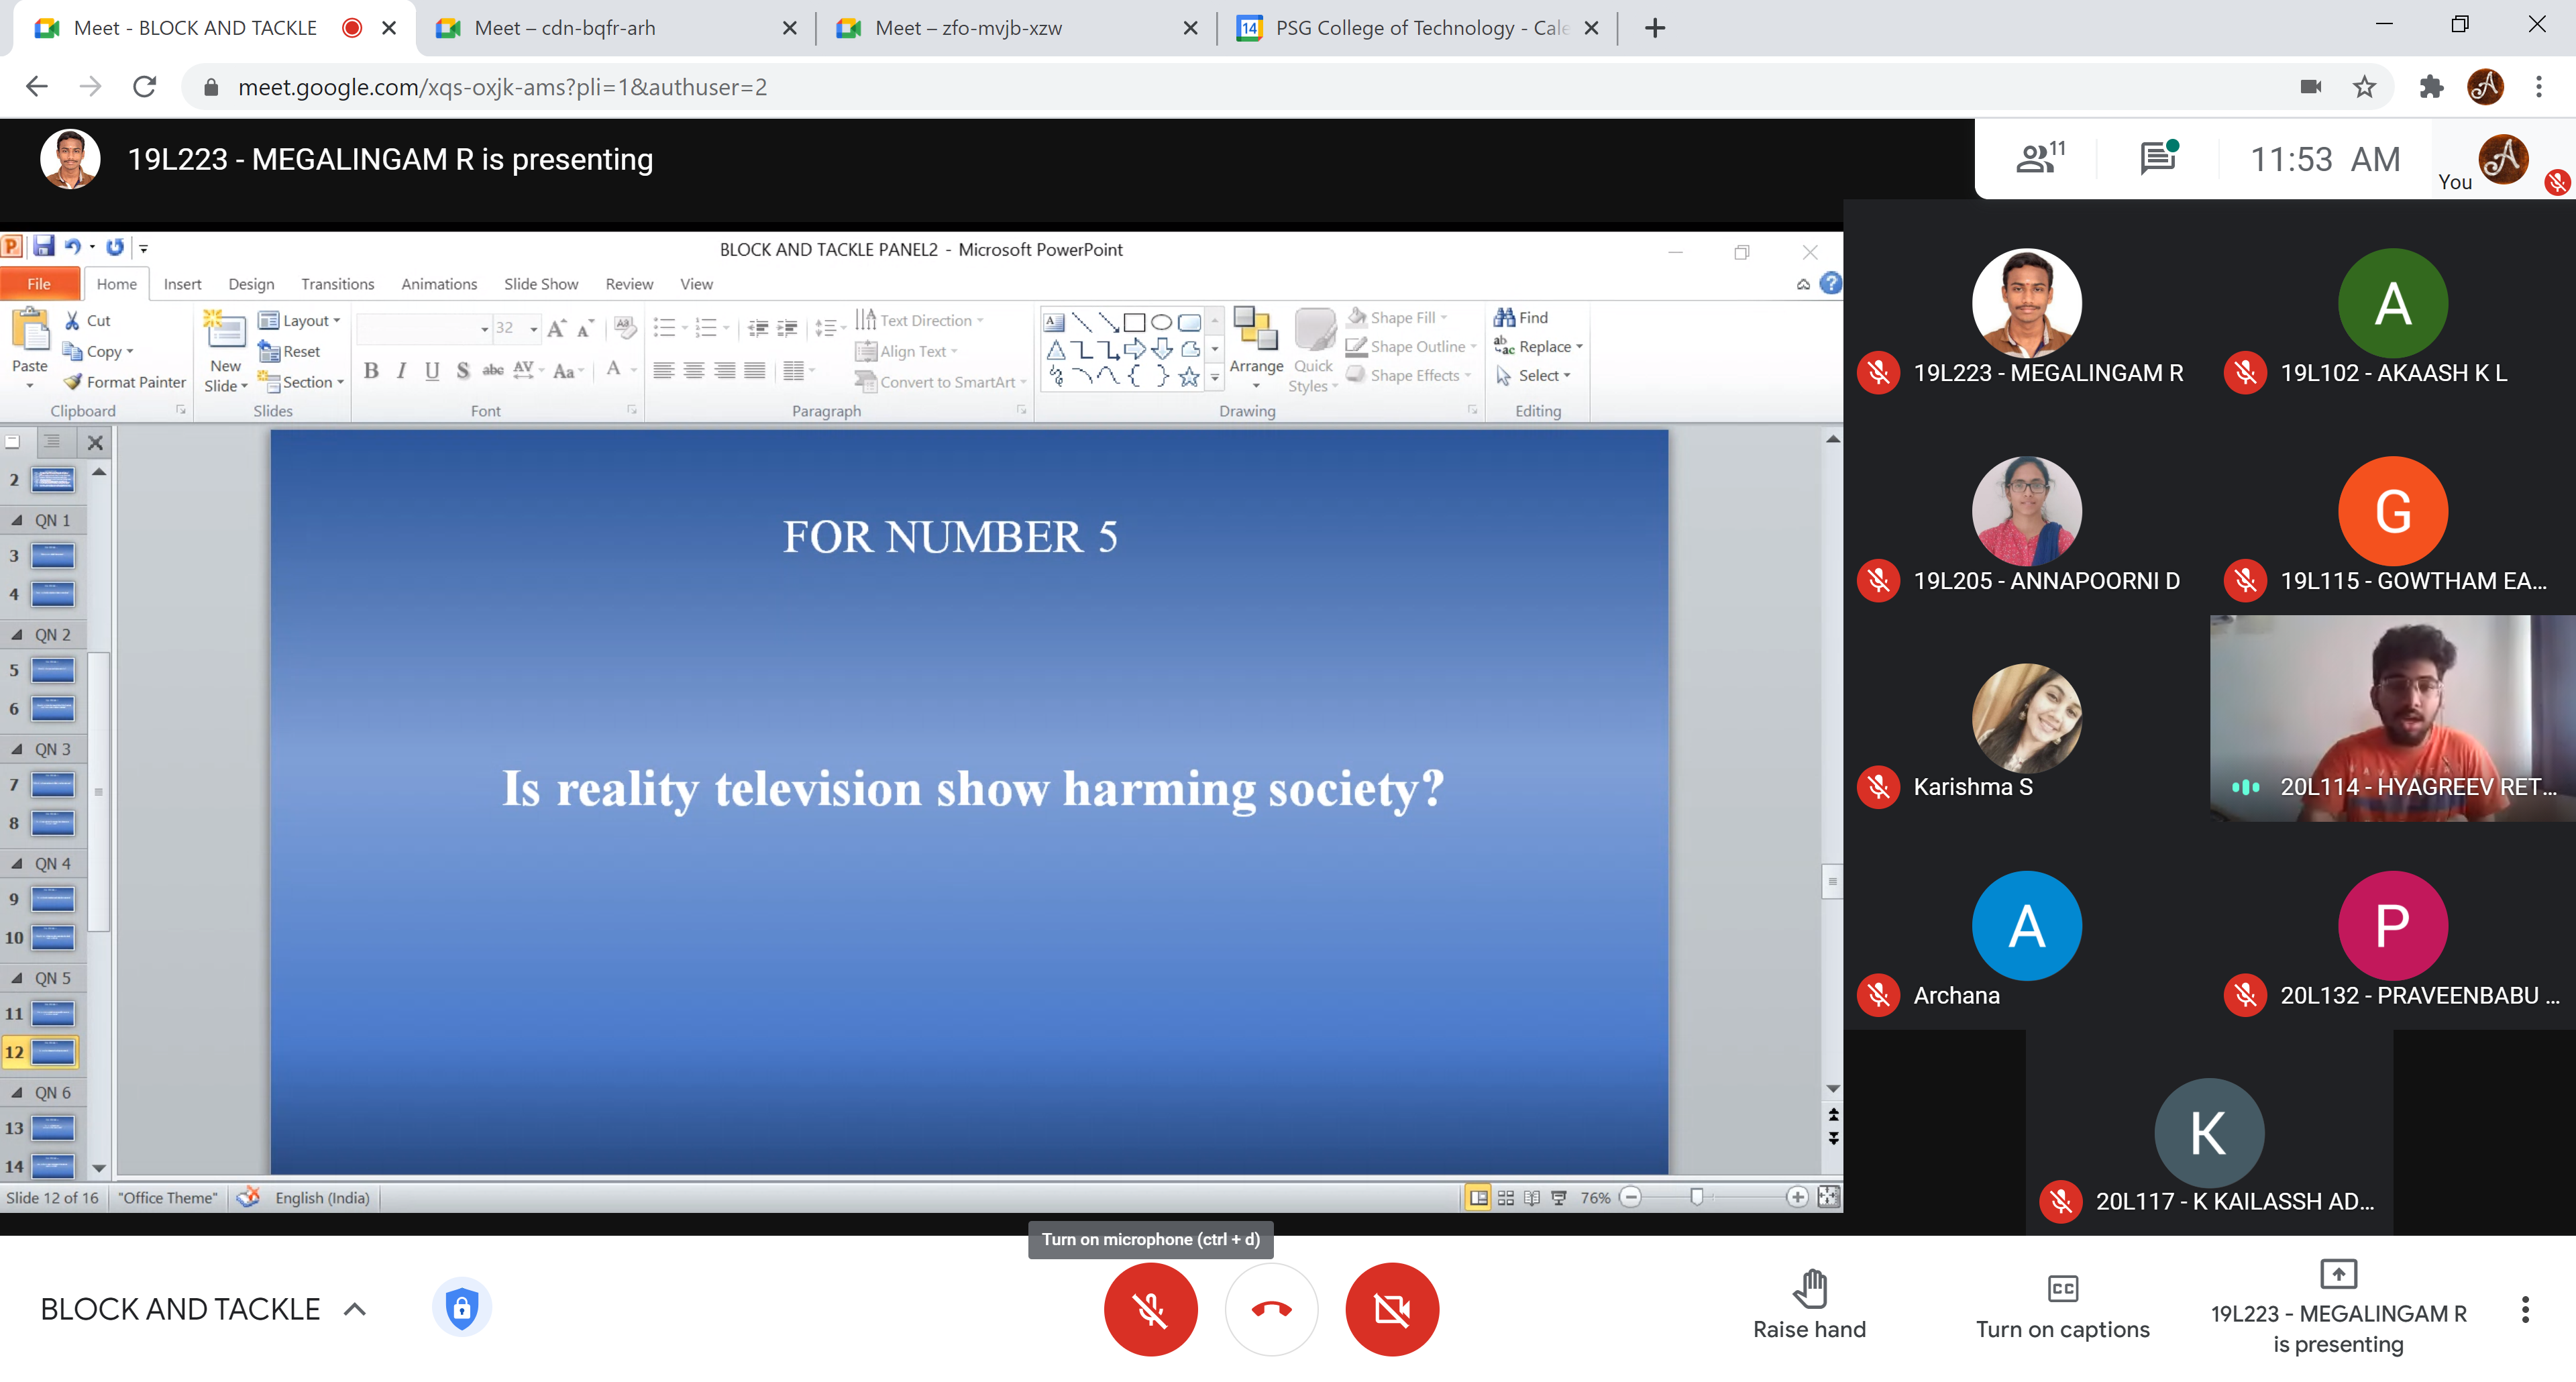 Meet - BLOCK AND TACKLE
Meet – cdn-bqfr-arh
Meet – zfo-mvjb-xzw
14
PSG College of Technology - Cale
meet.google.com/xqs-oxjk-ams?pli=1&authuser=2
19L223 - MEGALINGAM R is presenting
11
11:53 AM
You
BLOCK AND TACKLE PANEL2 - Microsoft PowerPoint
File
Home
Insert
Design
Transitions
Animations
Slide Show
Review
View
Paste
Cut
Copy
Format Painter
Clipboard
New Slide
Layout
Reset
Section
Slides
32
Font
Text Direction
Align Text
Convert to SmartArt
Paragraph
Arrange
Quick Styles
Shape Fill
Shape Outline
Shape Effects
Drawing
Find
Replace
Select
Editing
2
QN 1
3
4
QN 2
5
6
QN 3
7
8
QN 4
9
10
QN 5
11
12
QN 6
13
14
FOR NUMBER 5
Is reality television show harming society?
Slide 12 of 16
"Office Theme"
English (India)
76%
19L223 - MEGALINGAM R
19L102 - AKAASH K L
19L205 - ANNAPOORNI D
G
19L115 - GOWTHAM EA...
Karishma S
20L114 - HYAGREEV RET...
A
Archana
P
20L132 - PRAVEENBABU ...
K
20L117 - K KAILASSH AD...
Turn on microphone (ctrl + d)
BLOCK AND TACKLE
Raise hand
Turn on captions
19L223 - MEGALINGAM R
is presenting